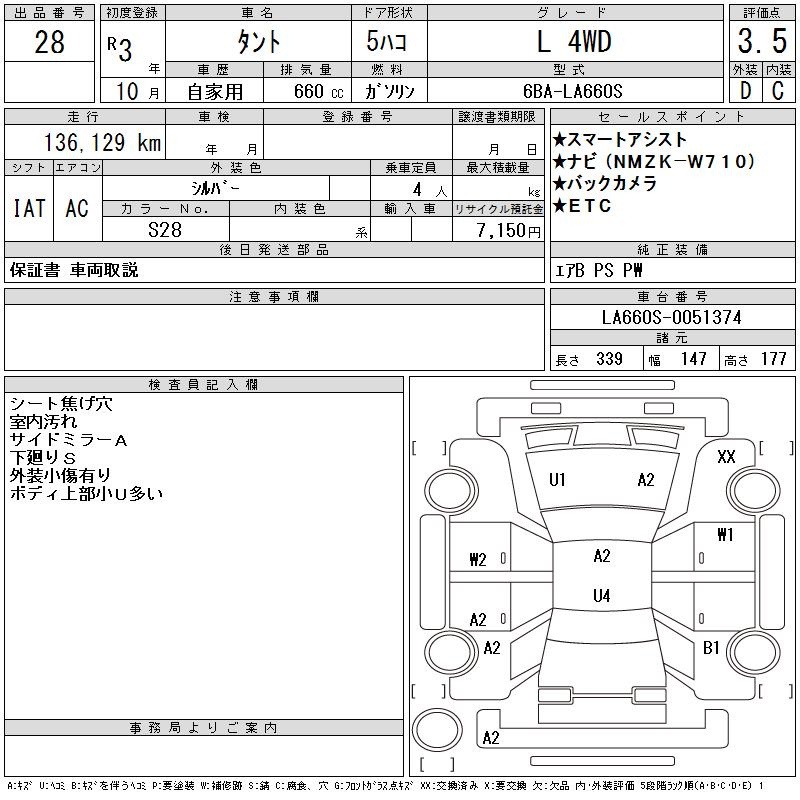 出品番号 初度登録 車名 ドア形状 グレード 評価点
28 R3年 タント 5ハコ L 4WD 3.5
車歴 排気量 燃料 型式 外装 内装
10月 自家用 660cc ガソリン 6BA-LA660S D C
走行 車検 登録番号 譲渡書類期限 セールスポイント
136,129 km 年 月 月 日
★スマートアシスト
★ナビ(NMZK-W710)
★バックカメラ
★ETC
シフト エアコン 外装色 乗車定員 最大積載量
IAT AC シルバー 4人 kg
カラーNo. 内装色 輸入車 リサイクル預託金
S28 系 7,150円
後日発送部品 純正装備
保証書 車両取説 エアB PS PW
注意事項欄 車台番号
LA660S-0051374
諸元
長さ 339 幅 147 高さ 177
検査員記入欄
シート焦げ穴
室内汚れ
サイドミラーA
下廻りS
外装小傷有り
ボディ上部小U多い
XX
U1 A2
W1
W2 A2
U4
A2
A2 B1
A2
事務局よりご案内
A:キズ U:ヘコミ B:キズを伴うヘコミ P:要塗装 W:補修跡 S:錆 C:腐食、穴 G:フロントガラス点キズ XX:交換済み X:要交換 欠:欠品 内・外装評価 5段階ランク順(A・B・C・D・E) 1